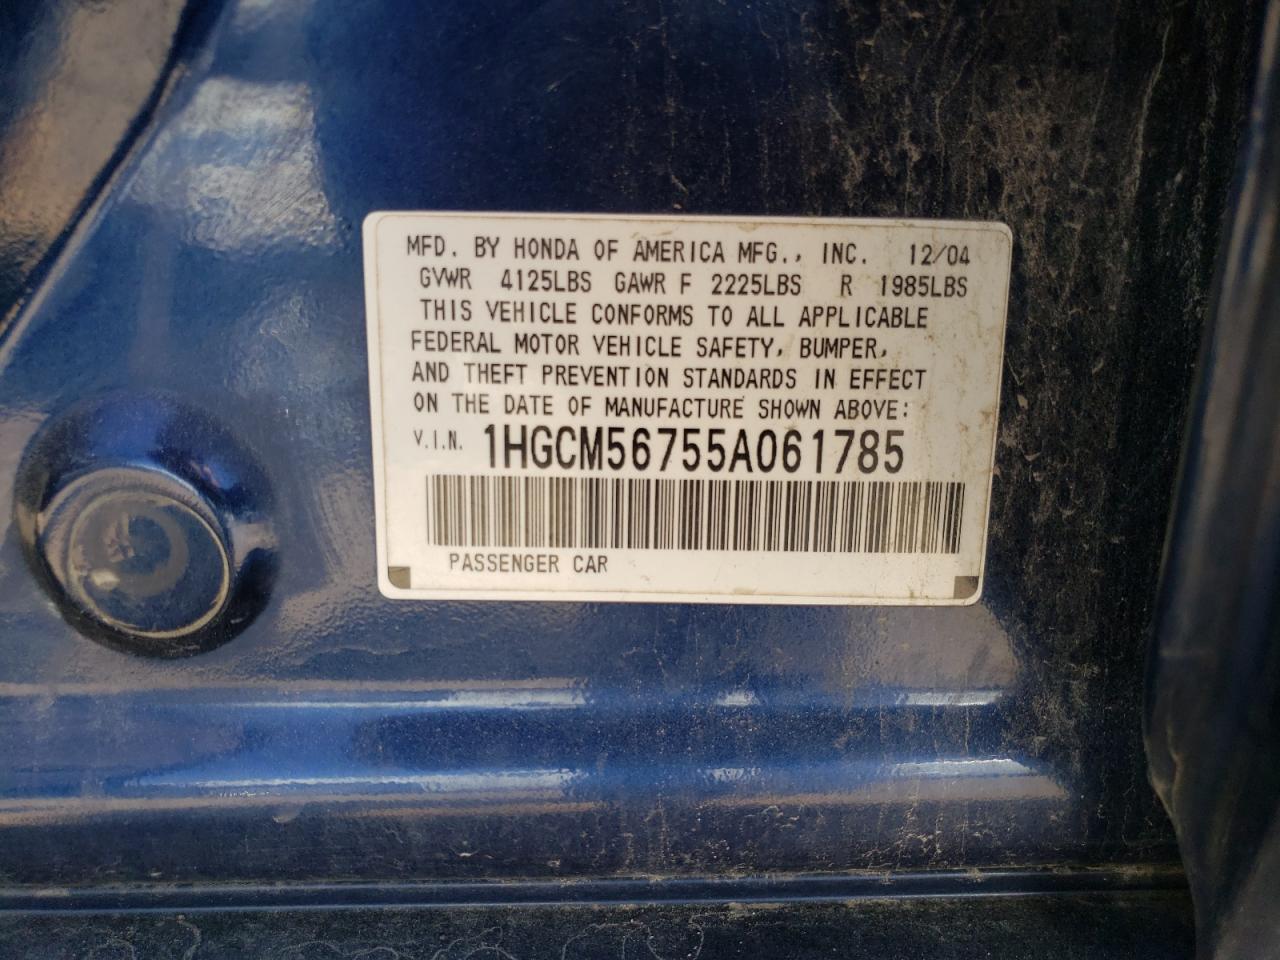 MFD. BY HONDA OF AMERICA MFG., INC. 12/04
GVWR 4125LBS GAWR F 2225LBS R 1985LBS
THIS VEHICLE CONFORMS TO ALL APPLICABLE
FEDERAL MOTOR VEHICLE SAFETY, BUMPER,
AND THEFT PREVENTION STANDARDS IN EFFECT
ON THE DATE OF MANUFACTURE SHOWN ABOVE:
V.I.N. 1HGCM56755A061785
PASSENGER CAR